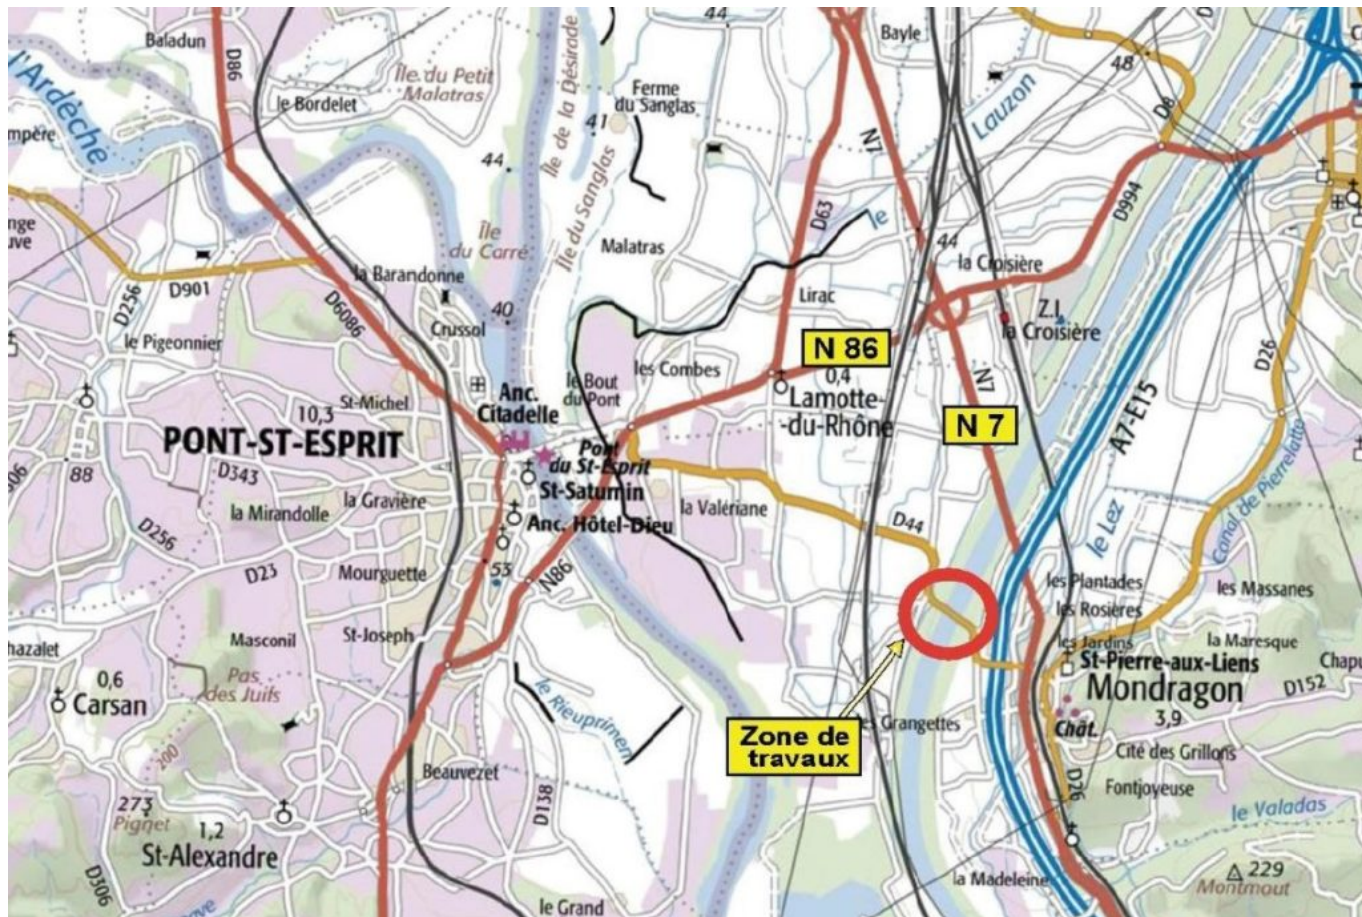 Baladun
D86
l'Ardèche
mpère
le Bordelet
Île du Petit
Malatras
44
Île de la Désirade
41
Ferme
du Sanglas
44
Bayle
48
D8
Lauzon
N7
D63
le
D994
44
Île du Sanglas
Île
du Carré
Malatras
nge
uve
la Barandonne
D901
D256
D6086
40
Crussol
le Pigeonnier
la Croisière
Lirac
Z.I.
la Croisière
N 86
0,4
Lamotte-
-du-Rhône
les Combes
le Bout
du Pont
N7
N 7
D26
A7-E15
Canal de Pierrelatte
le Lez
St-Michel
10,3
PONT-ST-ESPRIT
Anc.
Citadelle
Pont
du St-Esprit
St-Saturnin
Anc. Hôtel-Dieu
88
D343
la Gravière
la Mirandolle
D256
D23
Mourguette
53
N86
la Valériane
D44
les Plantades
les Massanes
les Rosières
les Jardins
la Maresque
St-Pierre-aux-Liens
Mondragon
3,9
D152
Chât.
Cité des Grillons
Fontjoyeuse
D26
le Valadas
229
Montmout
la Madeleine
Zone de
travaux
es Grangettes
Masconil
St-Joseph
hazalet
0,6
Carsan
Pas
des Juifs
200
273
Pignet
1,2
St-Alexandre
D306
Beauvezet
D138
le Rieuprimen
le Grand